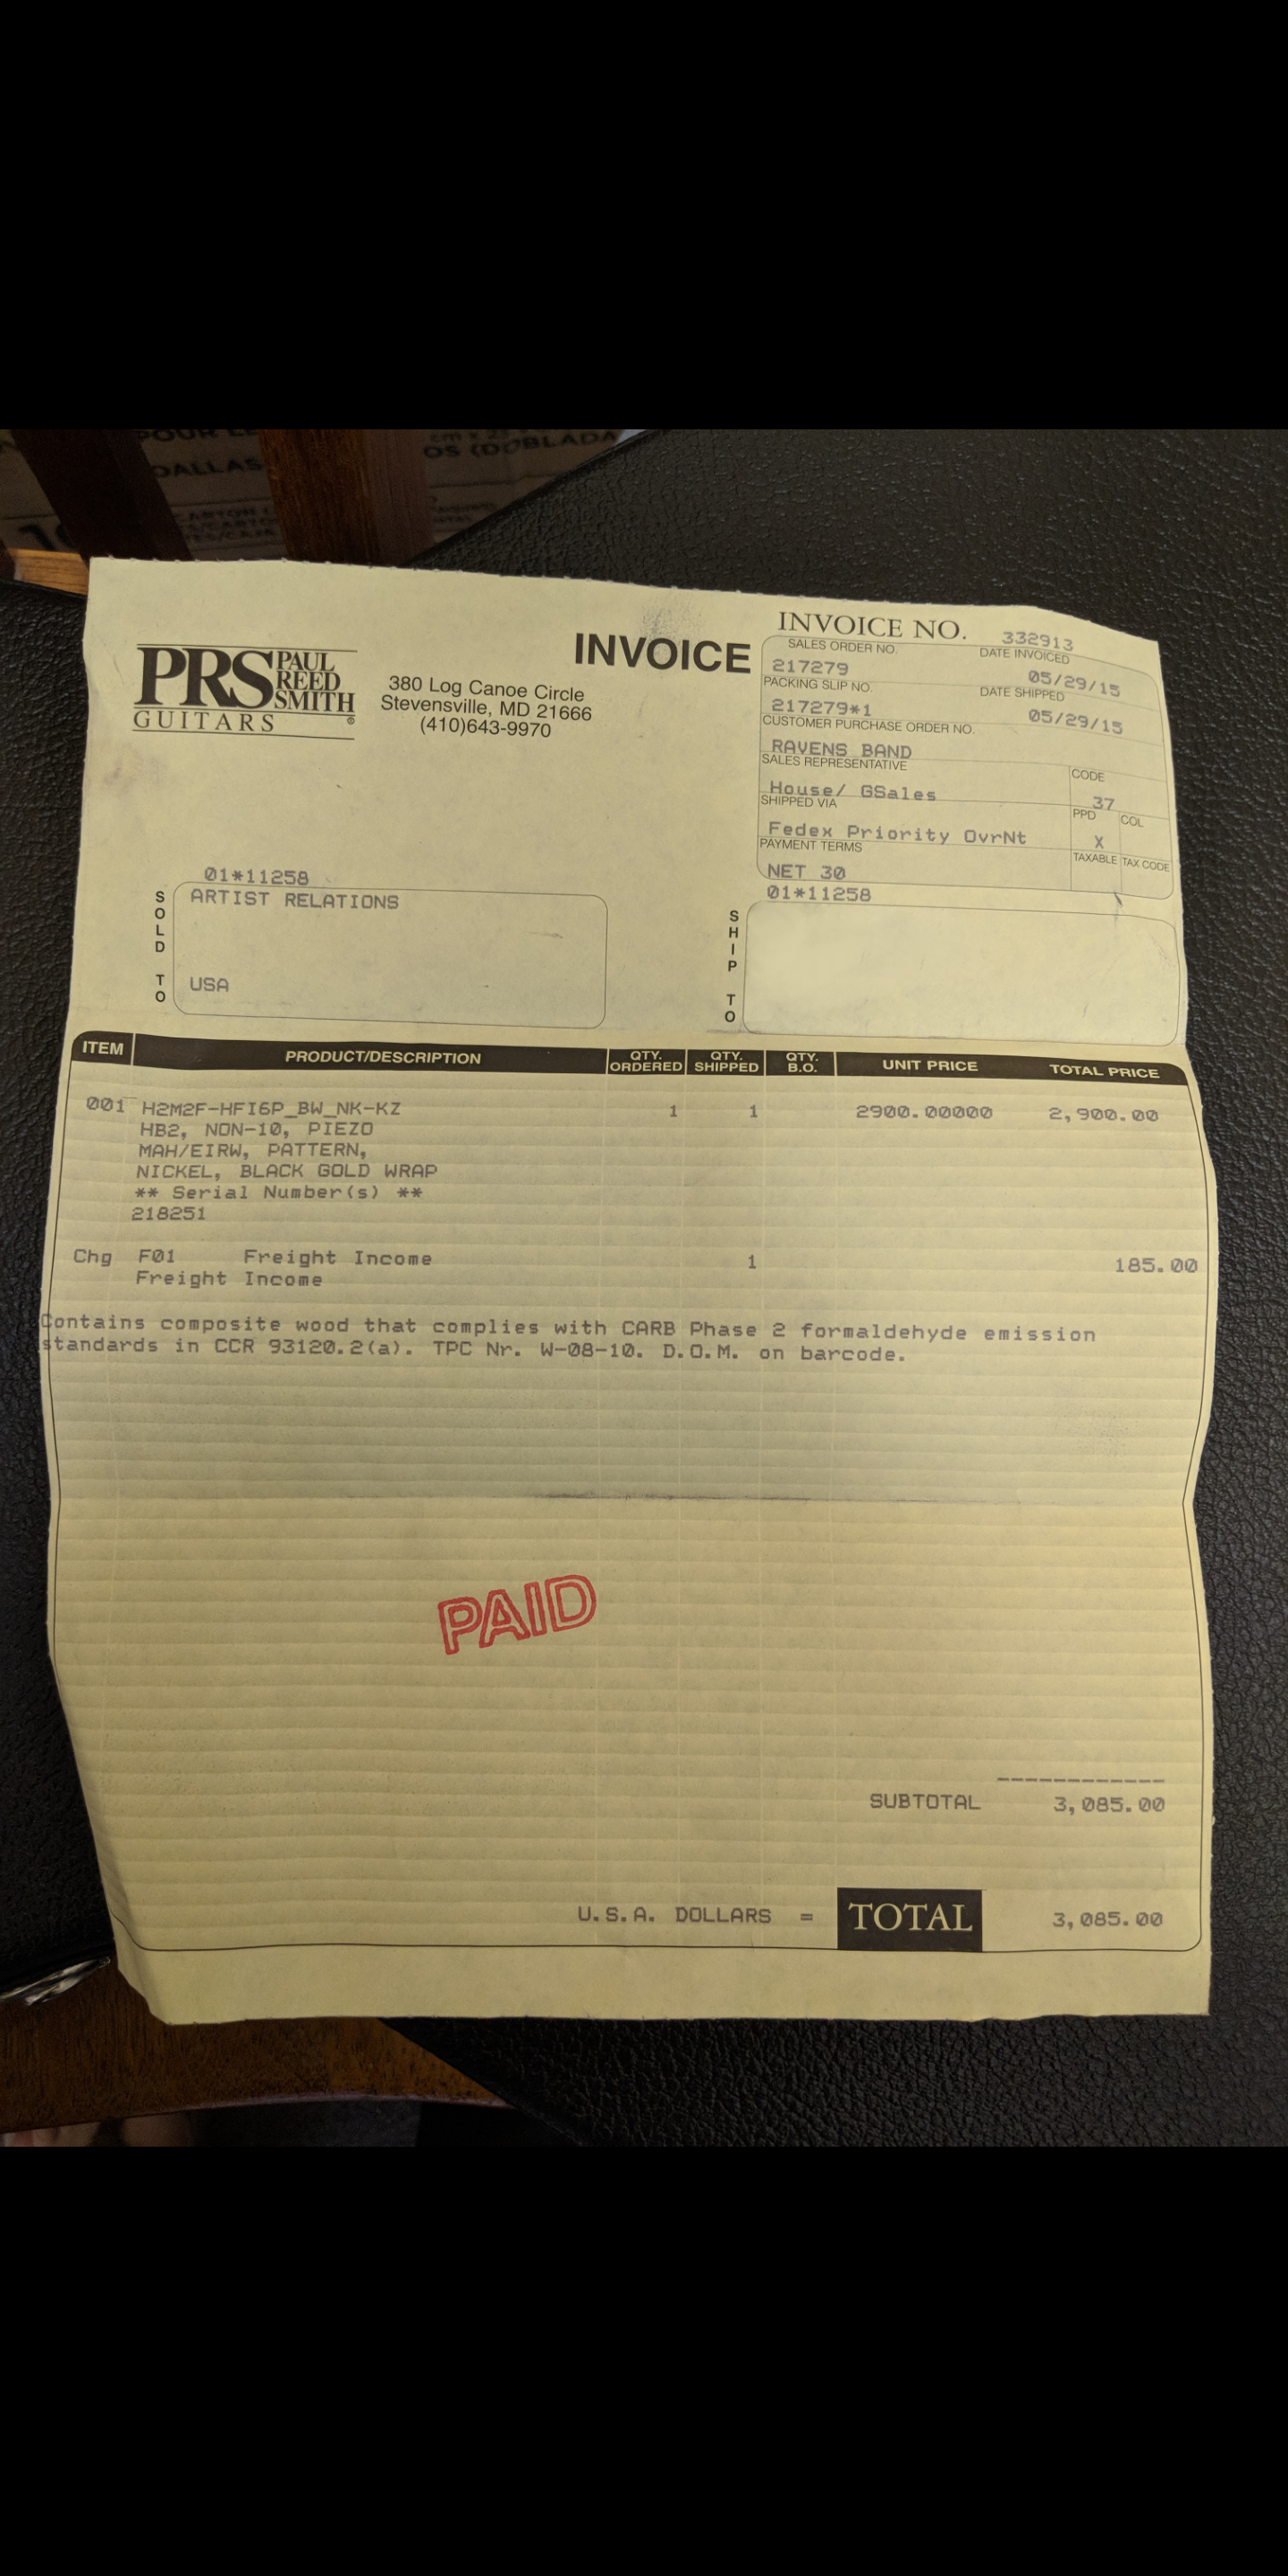 POUR LE
OS (DOBLADA
DALLAS
INVOICE NO. 332913
INVOICE
SALES ORDER NO. DATE INVOICED
217279 05/29/15
PACKING SLIP NO. DATE SHIPPED
217279*1 05/29/15
CUSTOMER PURCHASE ORDER NO.
RAVENS BAND
SALES REPRESENTATIVE CODE
House/ GSales 37
SHIPPED VIA PPD COL
Fedex Priority OvrNt X
PAYMENT TERMS TAXABLE TAX CODE
NET 30
PRS PAUL REED SMITH
GUITARS ®
380 Log Canoe Circle
Stevensville, MD 21666
(410)643-9970
01*11258
SOLD TO
ARTIST RELATIONS
USA
01*11258
SHIP TO
ITEM PRODUCT/DESCRIPTION QTY. ORDERED QTY. SHIPPED QTY. B.O. UNIT PRICE TOTAL PRICE
001 H2M2F-HFI6P_BW_NK-KZ 1 1 2900.00000 2,900.00
HB2, NON-10, PIEZO
MAH/EIRW, PATTERN,
NICKEL, BLACK GOLD WRAP
** Serial Number(s) **
218251
Chg F01 Freight Income 1 185.00
Freight Income
Contains composite wood that complies with CARB Phase 2 formaldehyde emission
standards in CCR 93120.2(a). TPC Nr. W-08-10. D.O.M. on barcode.
PAID
SUBTOTAL 3,085.00
U.S.A. DOLLARS = TOTAL 3,085.00